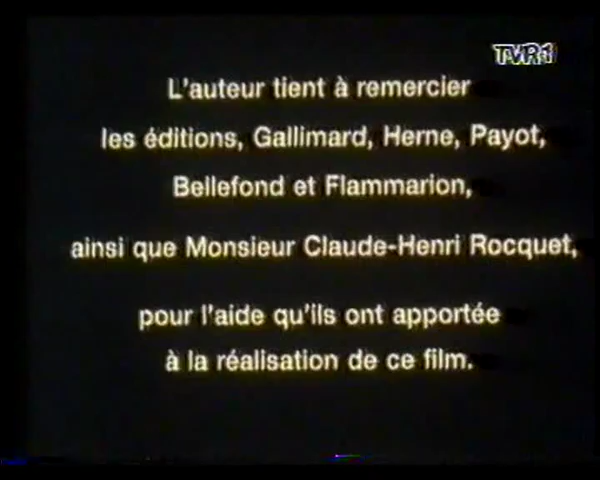 TVR1
L'auteur tient à remercier
les éditions, Gallimard, Herne, Payot,
Bellefond et Flammarion,
ainsi que Monsieur Claude-Henri Rocquet,
pour l'aide qu'ils ont apportée
à la réalisation de ce film.